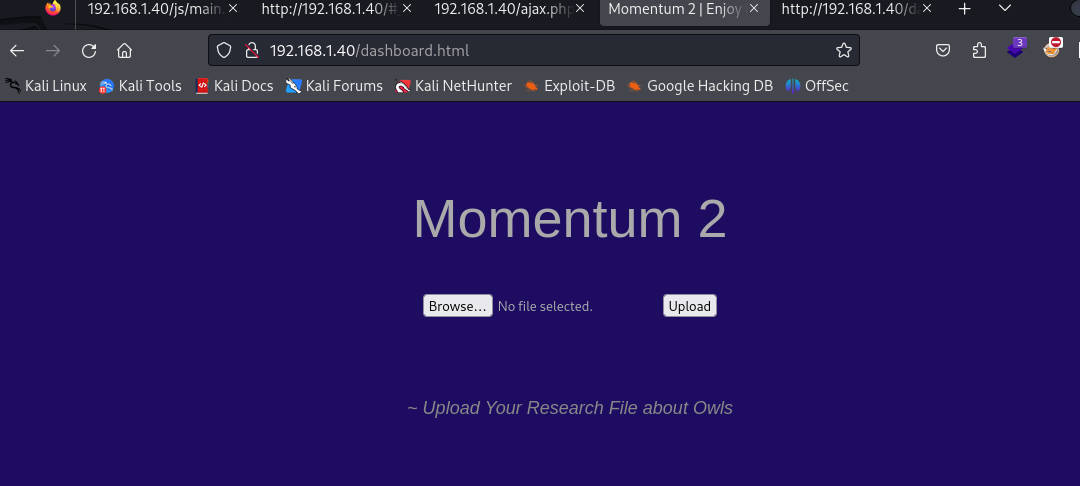 192.168.1.40/js/main. http://192.168.1.40/# 192.168.1.40/ajax.php Momentum 2 | Enjoy http://192.168.1.40/d
192.168.1.40/dashboard.html 3
Kali Linux Kali Tools Kali Docs Kali Forums Kali NetHunter Exploit-DB Google Hacking DB OffSec
Momentum 2
Browse... No file selected. Upload
~ Upload Your Research File about Owls